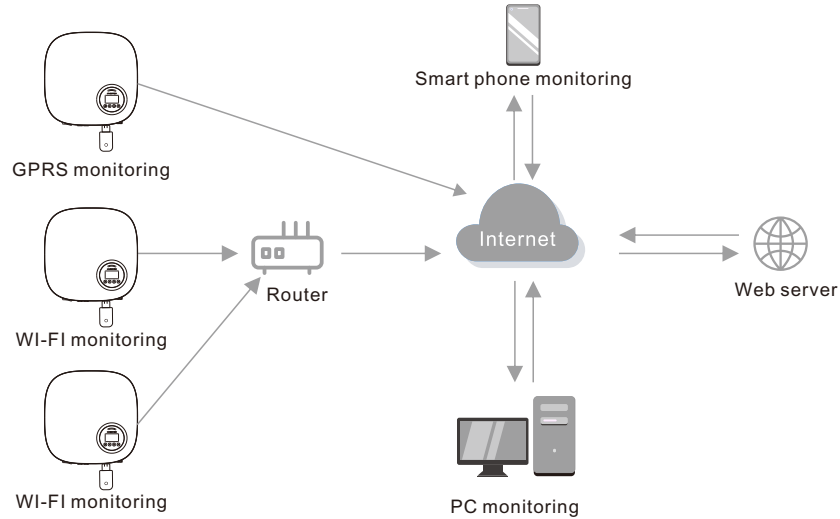 Smart phone monitoring
GPRS monitoring
Internet
Router
Web server
WI-FI monitoring
WI-FI monitoring
PC monitoring